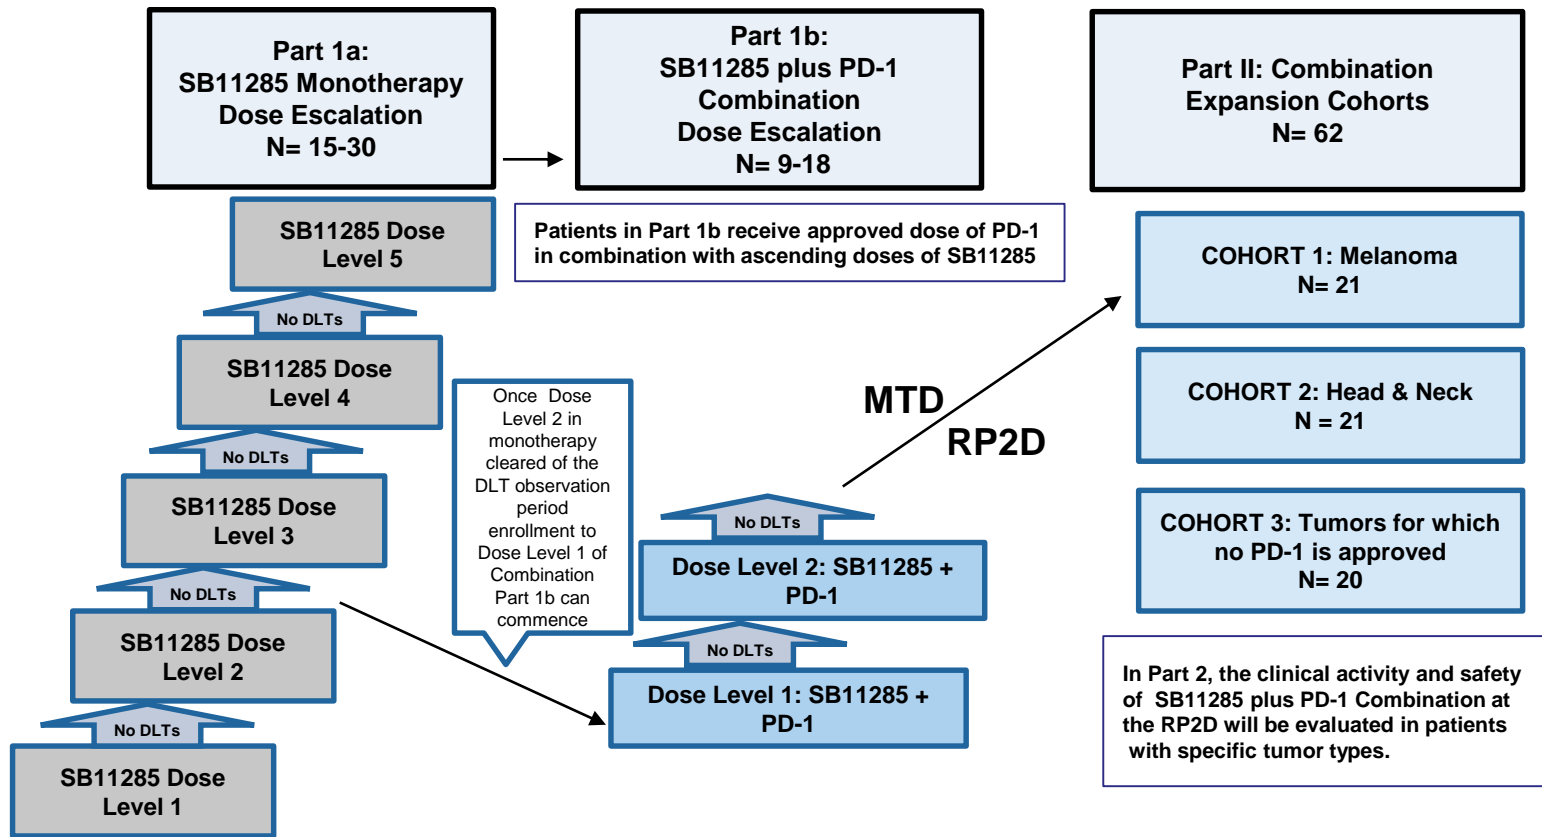 Part 1a:
SB11285 Monotherapy
Dose Escalation
N= 15-30
Part 1b:
SB11285 plus PD-1
Combination
Dose Escalation
N= 9-18
Part II: Combination
Expansion Cohorts
N= 62
Patients in Part 1b receive approved dose of PD-1
in combination with ascending doses of SB11285
SB11285 Dose
Level 5
No DLTs
SB11285 Dose
Level 4
No DLTs
SB11285 Dose
Level 3
No DLTs
SB11285 Dose
Level 2
No DLTs
SB11285 Dose
Level 1
Once Dose
Level 2 in
monotherapy
cleared of the
DLT observation
period
enrollment to
Dose Level 1 of
Combination
Part 1b can
commence
No DLTs
Dose Level 2: SB11285 +
PD-1
No DLTs
Dose Level 1: SB11285 +
PD-1
MTD
RP2D
COHORT 1: Melanoma
N= 21
COHORT 2: Head & Neck
N = 21
COHORT 3: Tumors for which
no PD-1 is approved
N= 20
In Part 2, the clinical activity and safety
of SB11285 plus PD-1 Combination at
the RP2D will be evaluated in patients
with specific tumor types.